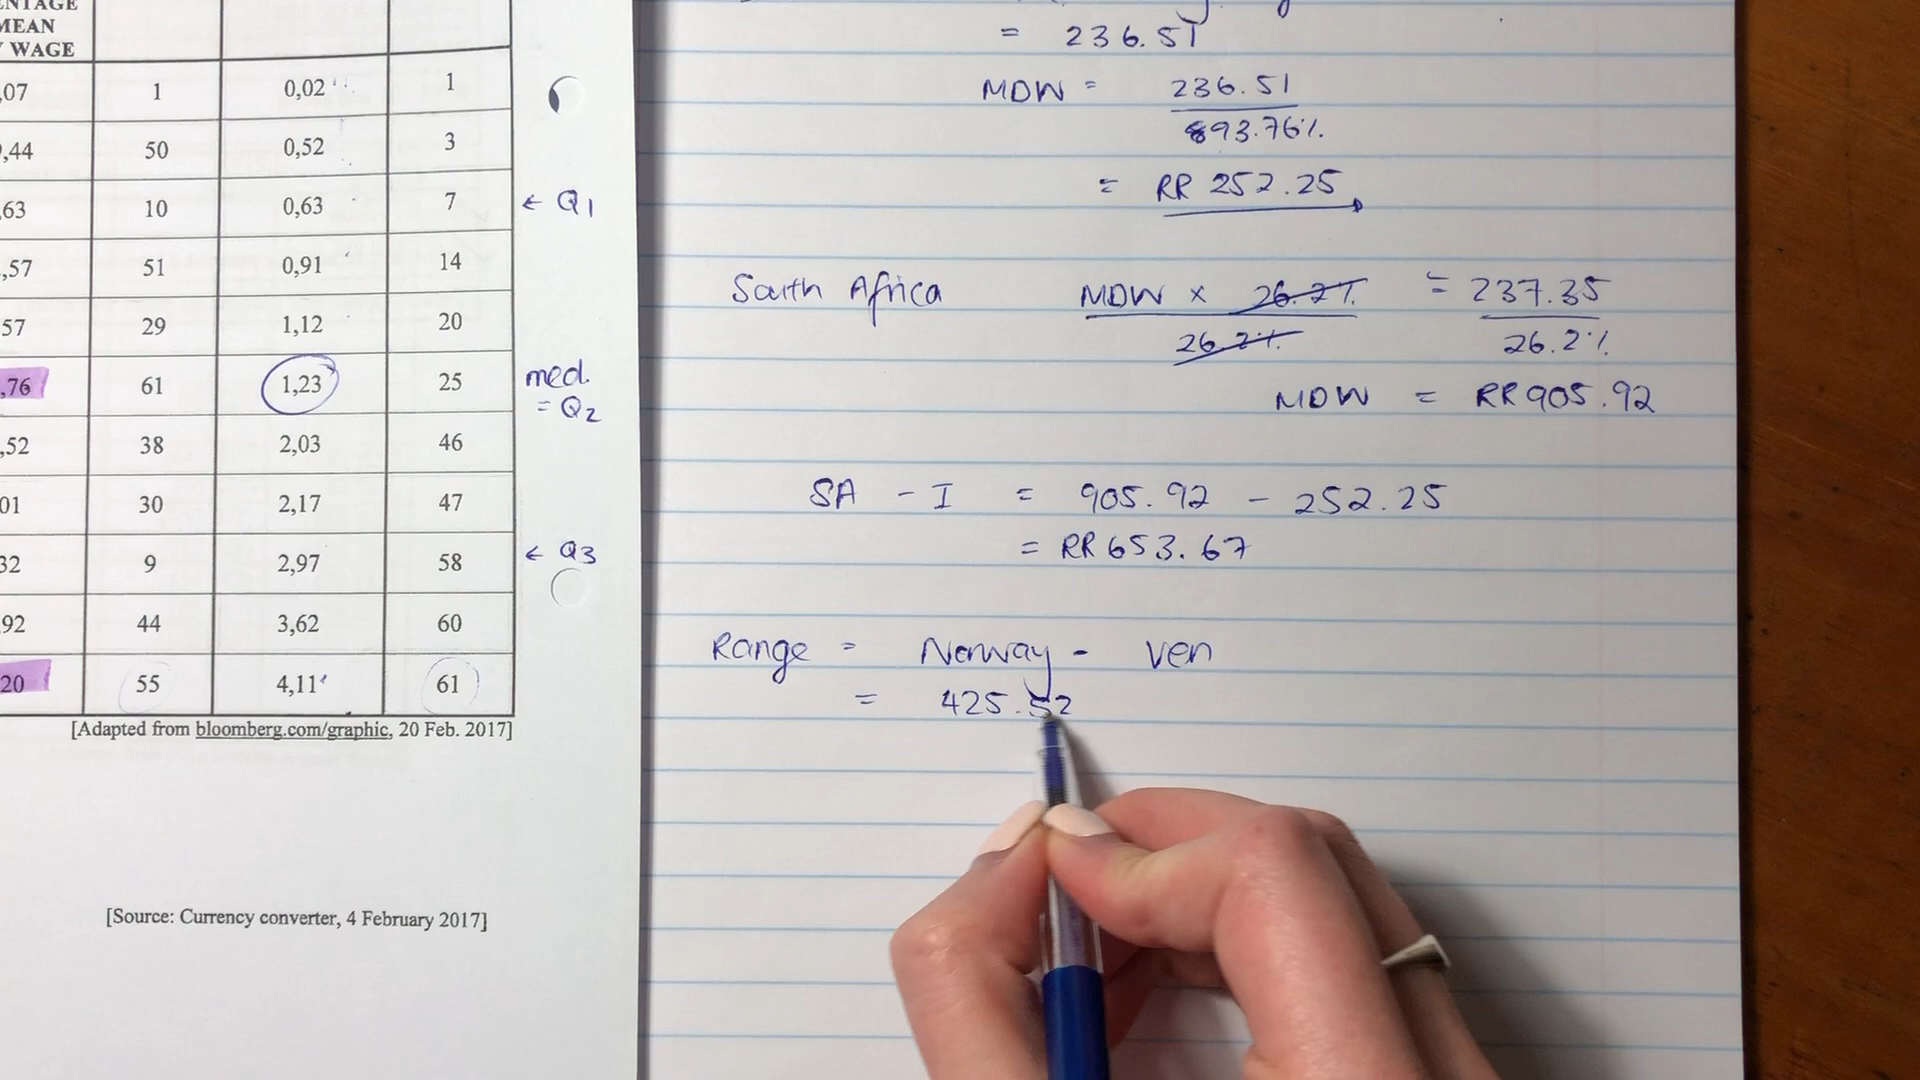 MEAN
WAGE
,07 1 0,02 1
,44 50 0,52 3
,63 10 0,63 7 ← Q1
,57 51 0,91 14
57 29 1,12 20
,76 61 1,23 25 med. = Q2
,52 38 2,03 46
01 30 2,17 47
32 9 2,97 58 ← Q3
92 44 3,62 60
20 55 4,11 61
[Adapted from bloomberg.com/graphic, 20 Feb. 2017]
[Source: Currency converter, 4 February 2017]
= 236.51
MDW = 236.51
93.76%
= RR 252.25
South Africa MDW x 26.2% = 237.35
26.2% 26.2%
MDW = RR905.92
SA - I = 905.92 - 252.25
= RR653.67
Range = Norway - Ven
= 425.52